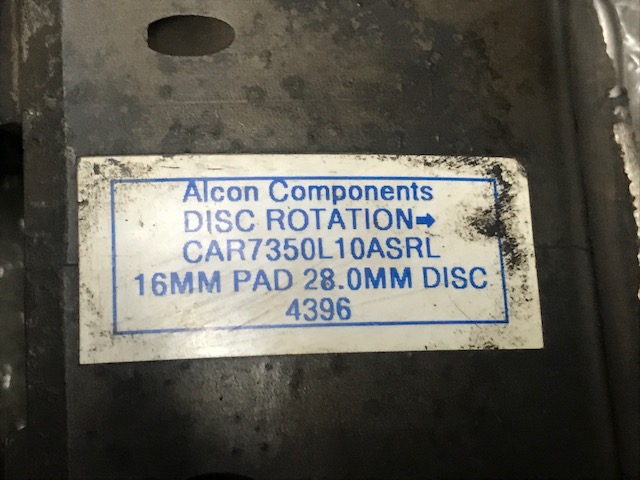 Alcon Components
DISC ROTATION→
CAR7350L10ASRL
16MM PAD 28.0MM DISC
4396